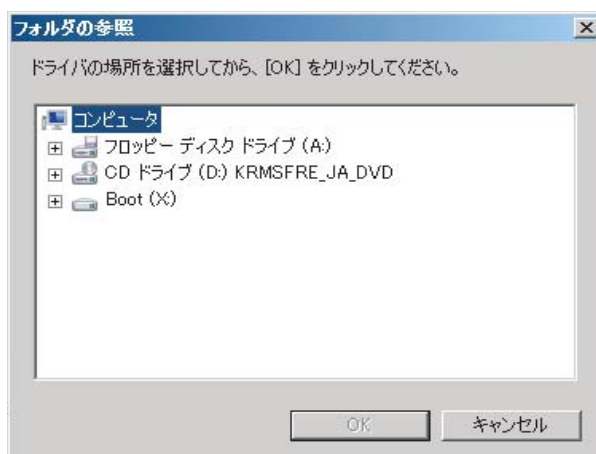 フォルダの参照
ドライバの場所を選択してから、[OK] をクリックしてください。
コンピュータ
フロッピー ディスク ドライブ (A:)
CD ドライブ (D:) KRMSFRE_JA_DVD
Boot (X:)
OK
キャンセル